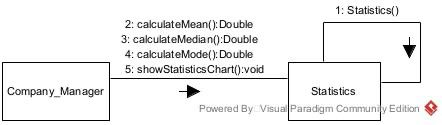 1: Statistics()
2: calculateMean():Double
3: calculateMedian():Double
4: calculateMode():Double
5: showStatisticsChart():void
Company_Manager
Statistics
Powered By Visual Paradigm Community Edition